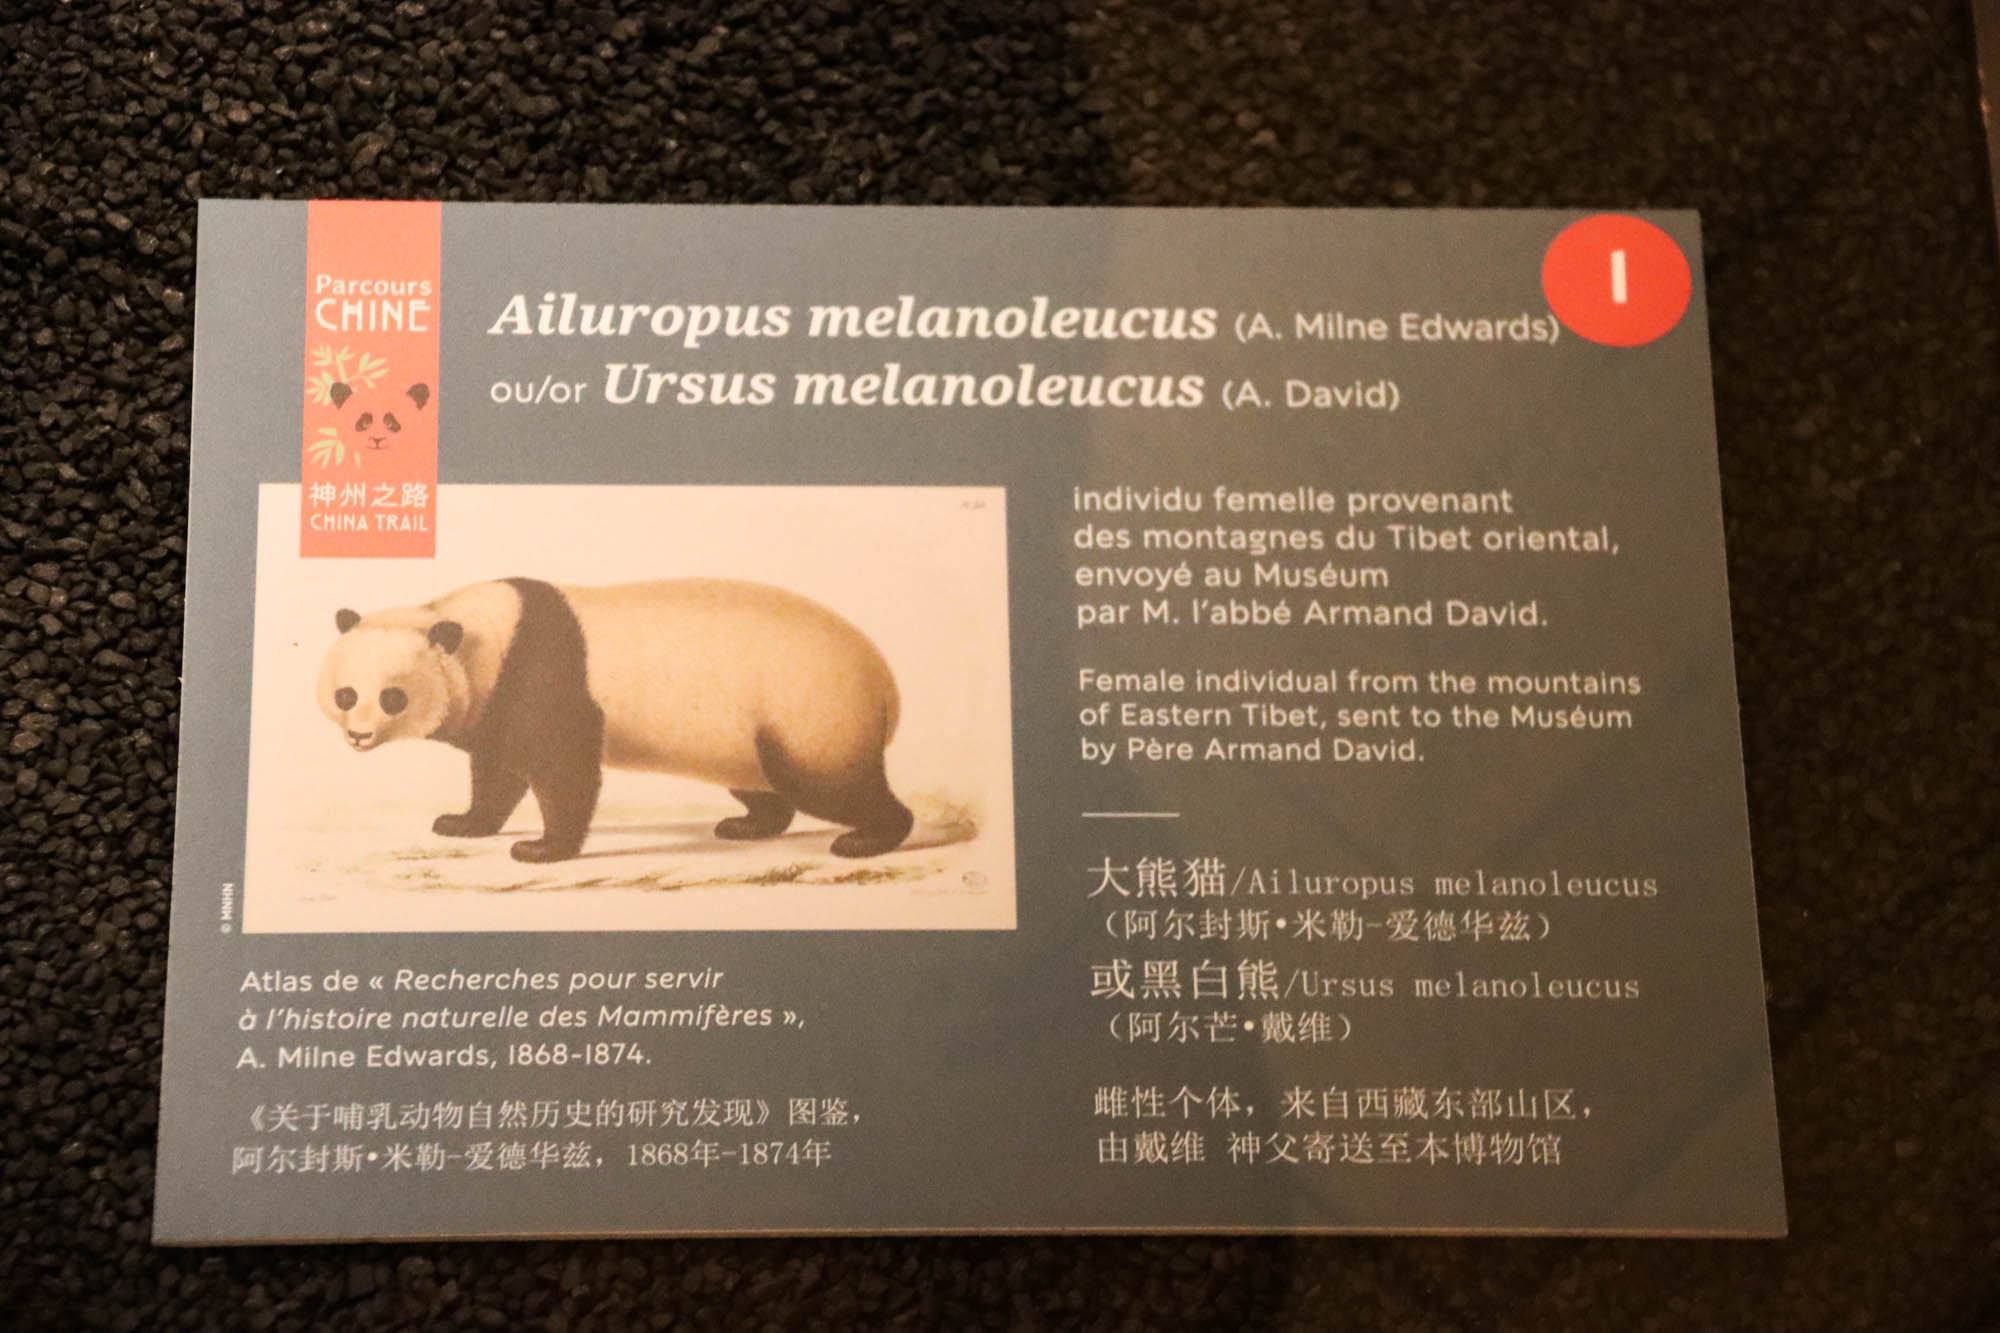 Parcours
CHINE
神州之路
CHINA TRAIL
1
Ailuropus melanoleucus (A. Milne Edwards)
ou/or Ursus melanoleucus (A. David)
individu femelle provenant
des montagnes du Tibet oriental,
envoyé au Muséum
par M. l'abbé Armand David.
Female individual from the mountains
of Eastern Tibet, sent to the Muséum
by Père Armand David.
大熊猫/Ailuropus melanoleucus
（阿尔封斯•米勒-爱德华兹）
或黑白熊/Ursus melanoleucus
（阿尔芒•戴维）
雌性个体，来自西藏东部山区，
由戴维 神父寄送至本博物馆
© MNHN
Atlas de « Recherches pour servir
à l'histoire naturelle des Mammifères »,
A. Milne Edwards, 1868-1874.
《关于哺乳动物自然历史的研究发现》图鉴，
阿尔封斯•米勒-爱德华兹，1868年-1874年